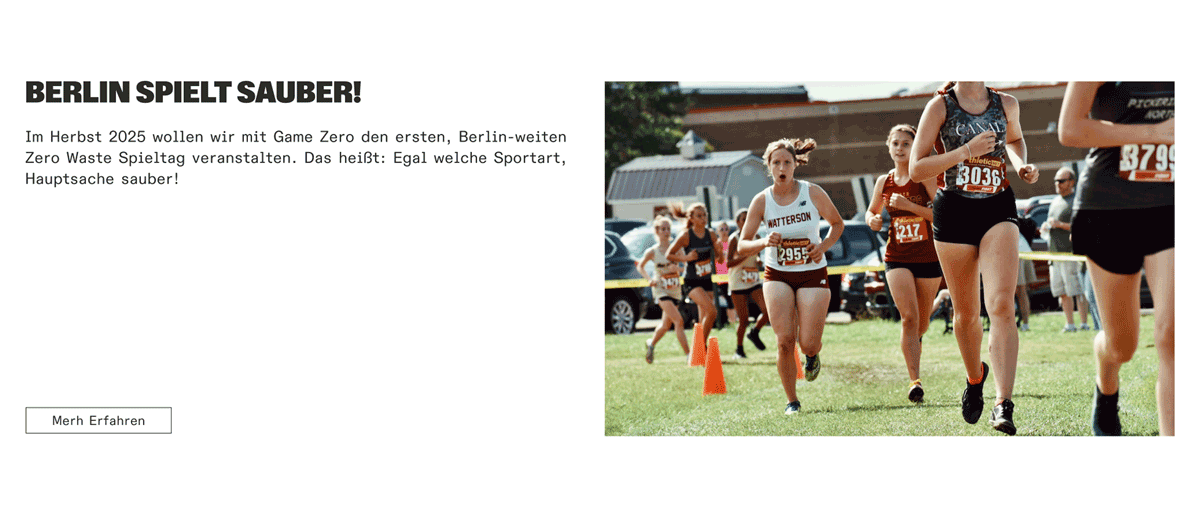 BERLIN SPIELT SAUBER!
Im Herbst 2025 wollen wir mit Game Zero den ersten, Berlin-weiten
Zero Waste Spieltag veranstalten. Das heißt: Egal welche Sportart,
Hauptsache sauber!
Merh Erfahren
CANAL
3036
WATTERSON
2955
217
3799